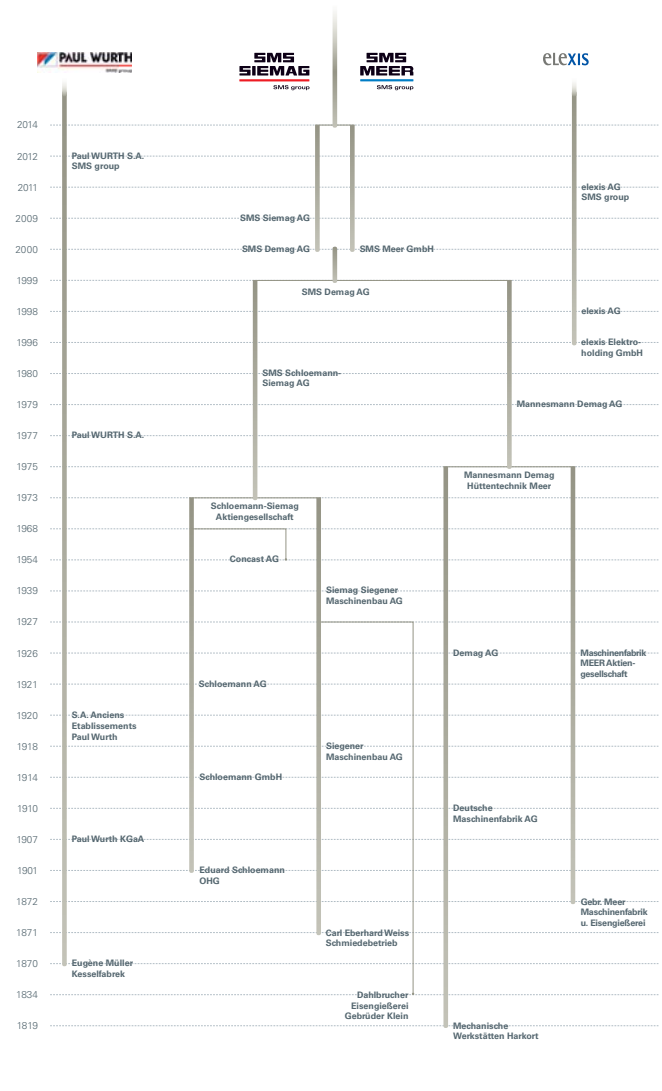 PAUL WURTH
SMS group
SMS
SIEMAG
SMS group
SMS
MEER
SMS group
eLeXIS
2014
2012
Paul WURTH S.A.
SMS group
2011
elexis AG
SMS group
2009
SMS Siemag AG
2000
SMS Demag AG
SMS Meer GmbH
1999
SMS Demag AG
1998
elexis AG
1996
elexis Elektro-
holding GmbH
1980
SMS Schloemann-
Siemag AG
1979
Mannesmann Demag AG
1977
Paul WURTH S.A.
1975
Mannesmann Demag
Hüttentechnik Meer
1973
Schloemann-Siemag
Aktiengesellschaft
1968
1954
Concast AG
1939
Siemag Siegener
Maschinenbau AG
1927
1926
Demag AG
Maschinenfabrik
MEER Aktien-
gesellschaft
1921
Schloemann AG
1920
S.A. Anciens
Etablissements
Paul Wurth
1918
Siegener
Maschinenbau AG
1914
Schloemann GmbH
1910
Deutsche
Maschinenfabrik AG
1907
Paul Wurth KGaA
1901
Eduard Schloemann
OHG
1872
Gebr. Meer
Maschinenfabrik
u. Eisengießerei
1871
Carl Eberhard Weiss
Schmiedebetrieb
1870
Eugène Müller
Kesselfabrek
1834
Dahlbrucher
Eisengießerei
Gebrüder Klein
1819
Mechanische
Werkstätten Harkort